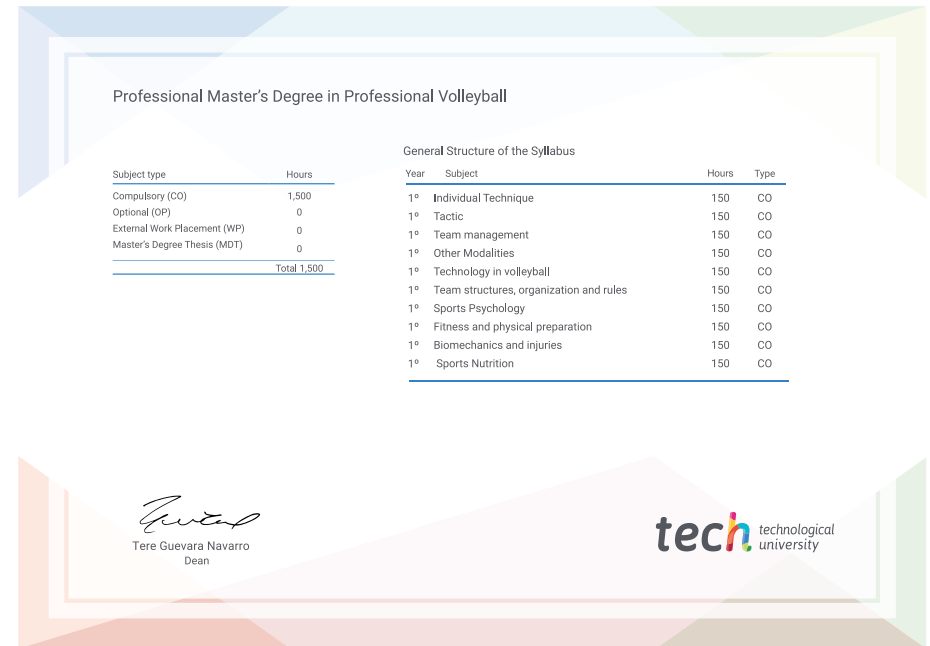 Professional Master's Degree in Professional Volleyball
Subject type Hours
Compulsory (CO) 1,500
Optional (OP) 0
External Work Placement (WP) 0
Master's Degree Thesis (MDT) 0
Total 1,500
General Structure of the Syllabus
Year Subject Hours Type
1º Individual Technique 150 CO
1º Tactic 150 CO
1º Team management 150 CO
1º Other Modalities 150 CO
1º Technology in volleyball 150 CO
1º Team structures, organization and rules 150 CO
1º Sports Psychology 150 CO
1º Fitness and physical preparation 150 CO
1º Biomechanics and injuries 150 CO
1º Sports Nutrition 150 CO
Tere Guevara Navarro
Dean
tech technological
university